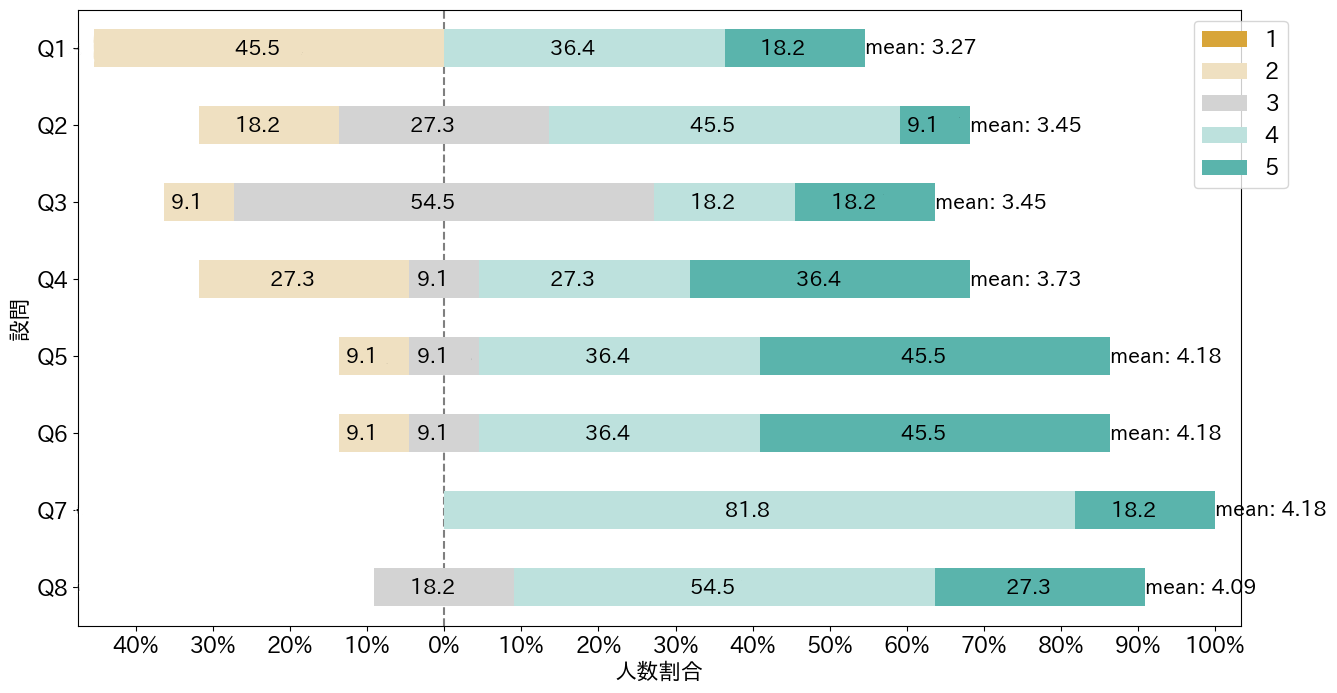 Q1 45.5 36.4 18.2 mean: 3.27
Q2 18.2 27.3 45.5 9.1 mean: 3.45
Q3 9.1 54.5 18.2 18.2 mean: 3.45
Q4 27.3 9.1 27.3 36.4 mean: 3.73
Q5 9.1 9.1 36.4 45.5 mean: 4.18
Q6 9.1 9.1 36.4 45.5 mean: 4.18
Q7 81.8 18.2 mean: 4.18
Q8 18.2 54.5 27.3 mean: 4.09
設問
40% 30% 20% 10% 0% 10% 20% 30% 40% 50% 60% 70% 80% 90% 100%
人数割合
1
2
3
4
5